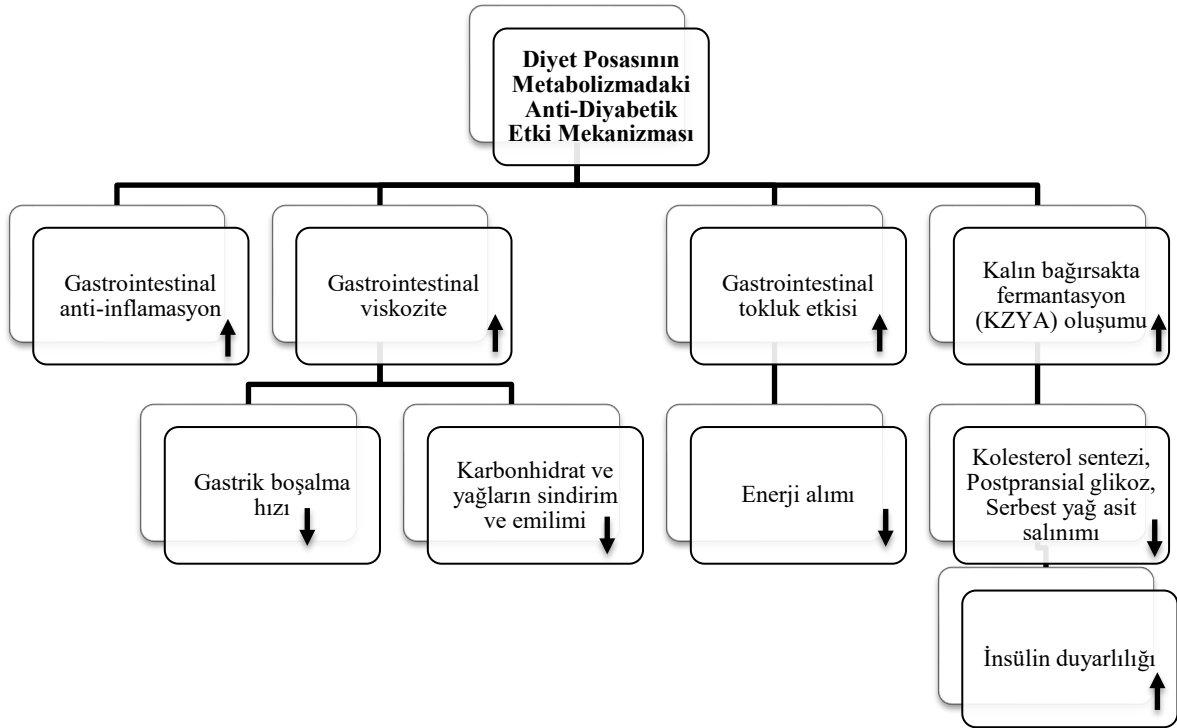 Diyet Posasının
Metabolizmadaki
Anti-Diyabetik
Etki Mekanizması
Gastrointestinal
anti-inflamasyon
Gastrointestinal
viskozite
Gastrointestinal
tokluk etkisi
Kalın bağırsakta
fermantasyon
(KZYA) oluşumu
Gastrik boşalma
hızı
Karbonhidrat ve
yağların sindirim
ve emilimi
Enerji alımı
Kolesterol sentezi,
Postpransial glikoz,
Serbest yağ asit
salınımı
İnsülin duyarlılığı